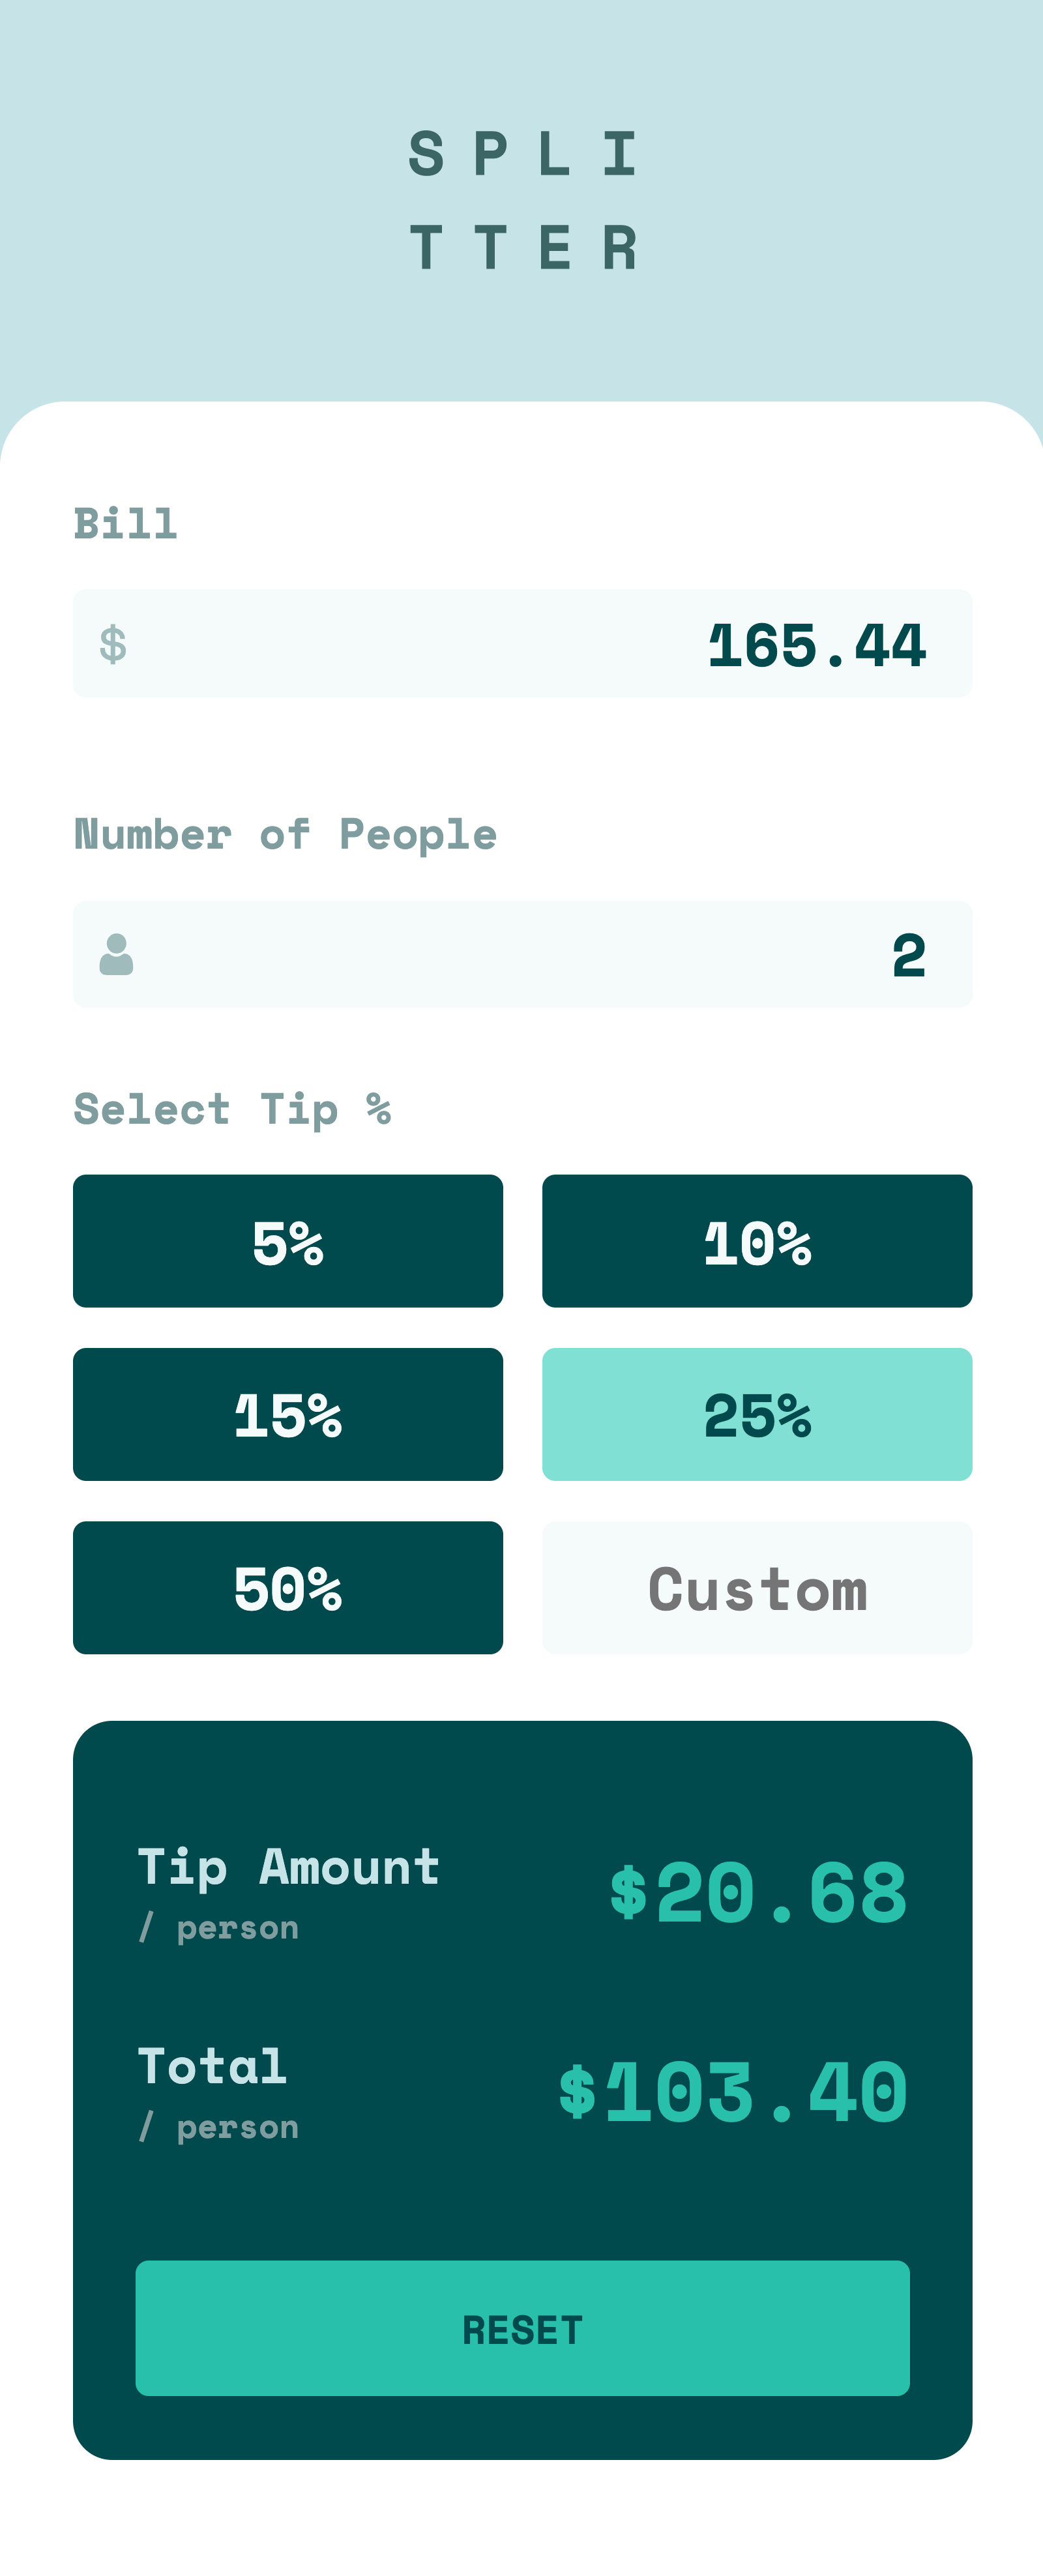 S P L I
T T E R
Bill
$ 165.44
Number of People
2
Select Tip %
5% 10%
15% 25%
50% Custom
Tip Amount
/ person
$20.68
Total
/ person
$103.40
RESET